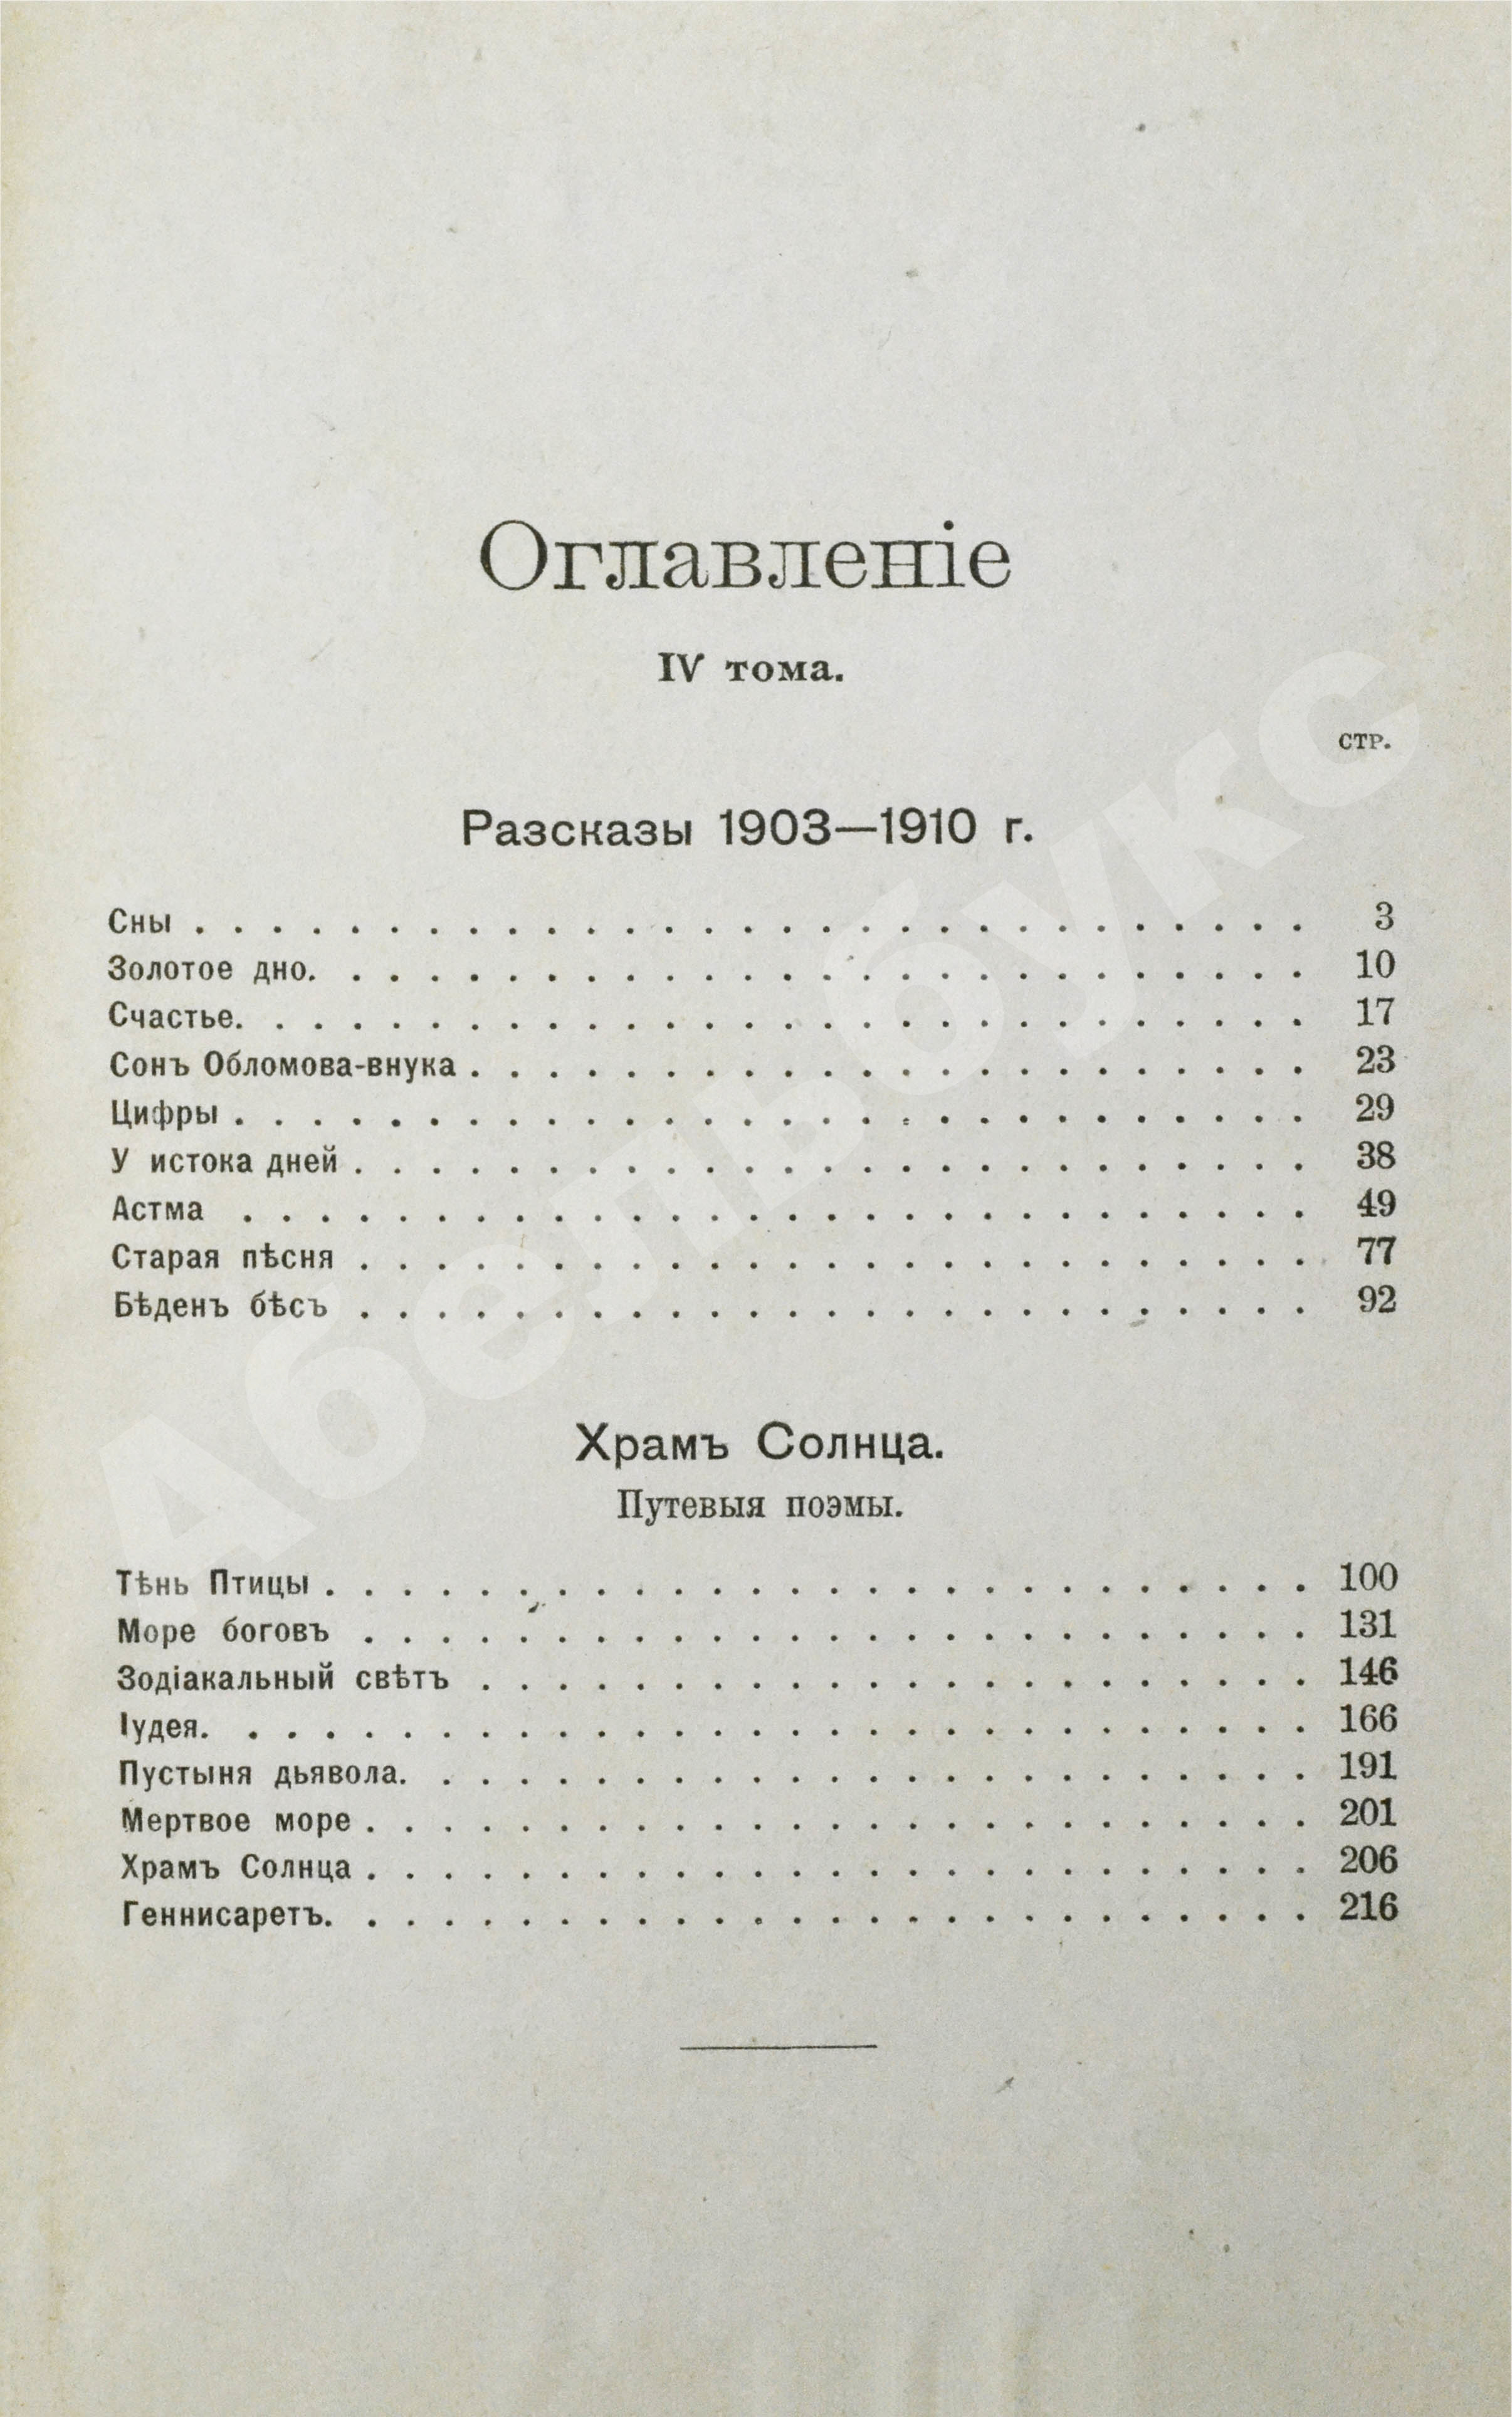 Оглавленіе
IV тома.
стр.
Разсказы 1903—1910 г.
Сны . . . . . . . . . . . . . . . . . . . . . . . . . . . . . 3
Золотое дно. . . . . . . . . . . . . . . . . . . . . . . . . . 10
Счастье. . . . . . . . . . . . . . . . . . . . . . . . . . . . 17
Сонъ Обломова-внука . . . . . . . . . . . . . . . . . . . . . . 23
Цифры . . . . . . . . . . . . . . . . . . . . . . . . . . . . 29
У истока дней . . . . . . . . . . . . . . . . . . . . . . . . . 38
Астма . . . . . . . . . . . . . . . . . . . . . . . . . . . . 49
Старая пѣсня . . . . . . . . . . . . . . . . . . . . . . . . . 77
Бѣденъ бѣсъ . . . . . . . . . . . . . . . . . . . . . . . . . 92
Храмъ Солнца.
Путевыя поэмы.
Тѣнь Птицы . . . . . . . . . . . . . . . . . . . . . . . . . . 100
Море боговъ . . . . . . . . . . . . . . . . . . . . . . . . . 131
Зодіакальный свѣтъ . . . . . . . . . . . . . . . . . . . . . . 146
Іудея. . . . . . . . . . . . . . . . . . . . . . . . . . . . . 166
Пустыня дьявола. . . . . . . . . . . . . . . . . . . . . . . . 191
Мертвое море . . . . . . . . . . . . . . . . . . . . . . . . . 201
Храмъ Солнца . . . . . . . . . . . . . . . . . . . . . . . . . 206
Геннисаретъ. . . . . . . . . . . . . . . . . . . . . . . . . . 216
Абельбукс